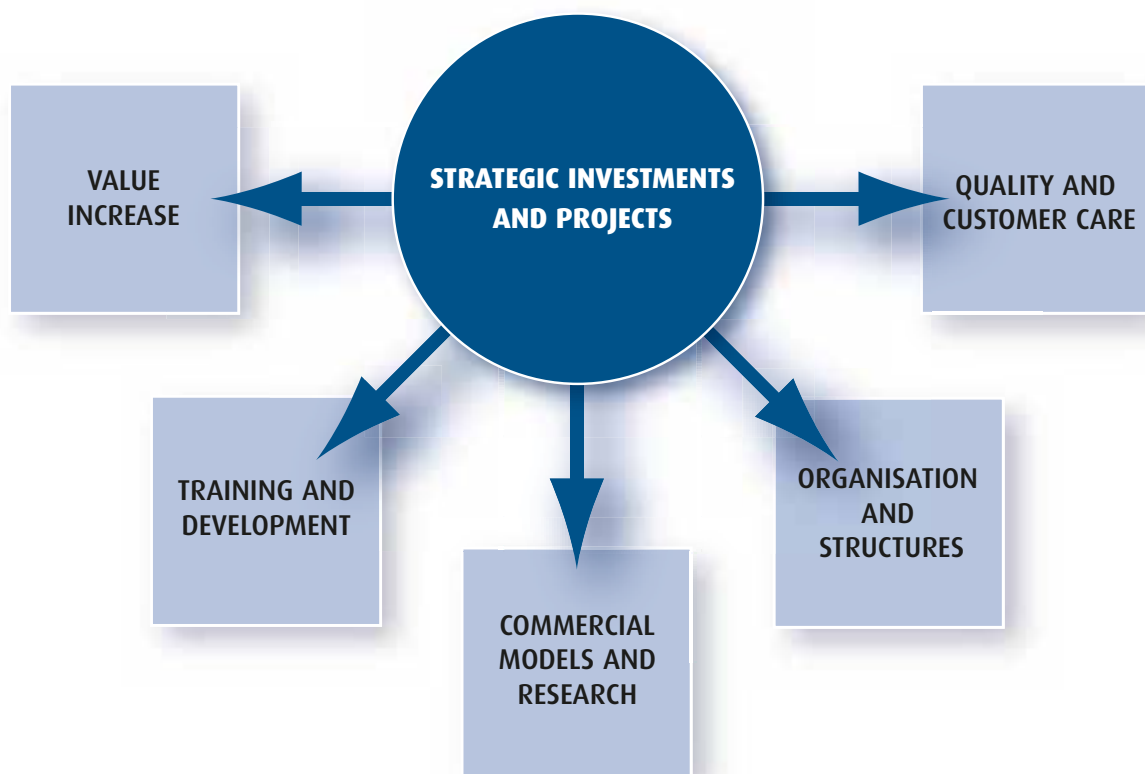 STRATEGIC INVESTMENTS
AND PROJECTS
VALUE
INCREASE
QUALITY AND
CUSTOMER CARE
TRAINING AND
DEVELOPMENT
ORGANISATION
AND
STRUCTURES
COMMERCIAL
MODELS AND
RESEARCH